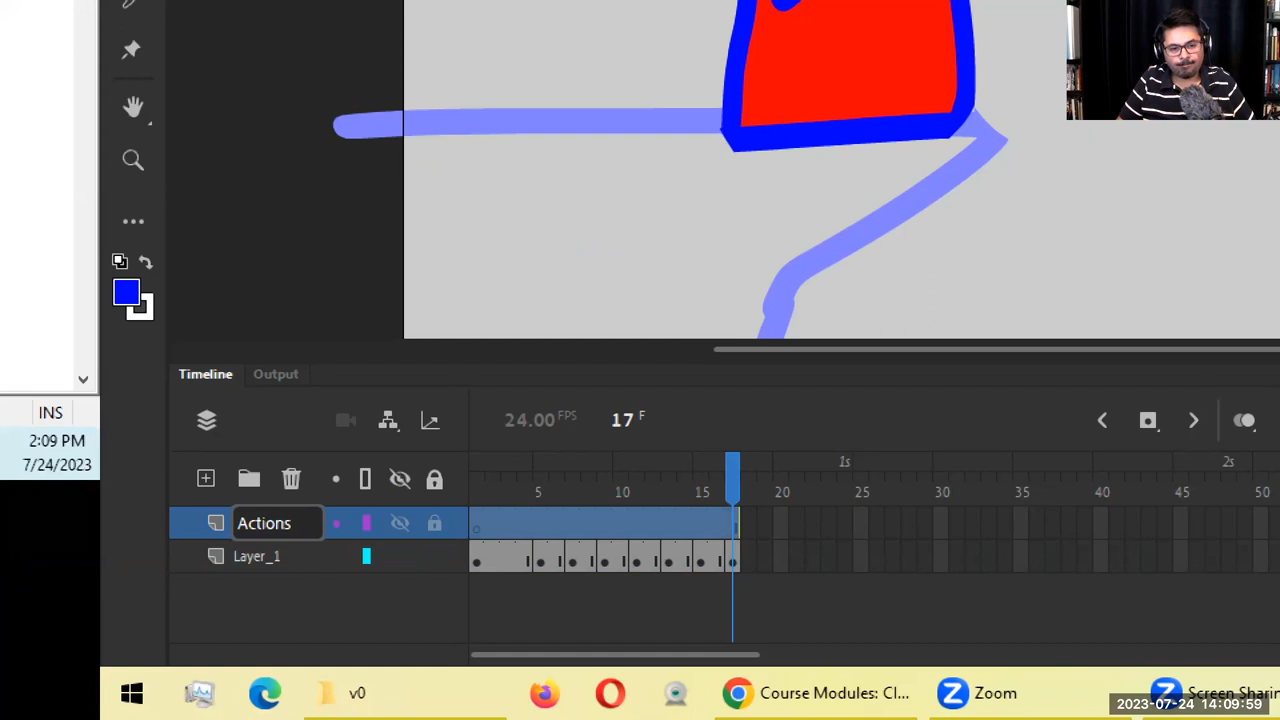 INS
2:09 PM
7/24/2023
Timeline
Output
24.00 FPS
17 F
1s
2s
5
10
15
20
25
30
35
40
45
50
Actions
Layer_1
v0
Course Modules: Cl...
Zoom
Screen Sharin
2023-07-24 14:09:59